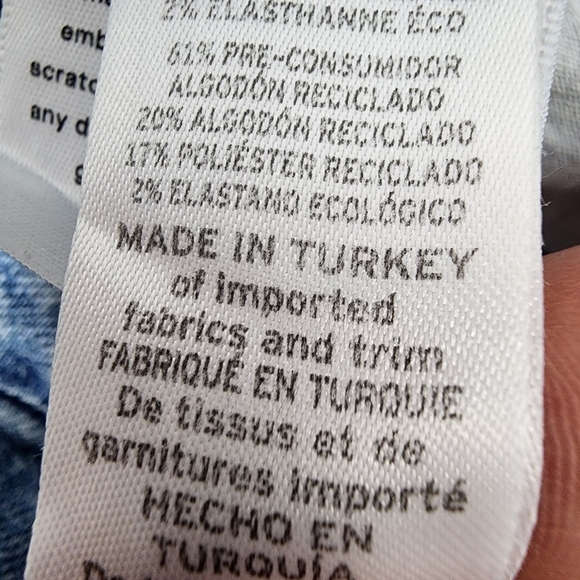 2% ELASTHANNE ÉCO
61% PRE-CONSUMIDOR
ALGODÓN RECICLADO
20% ALGODÓN RECICLADO
17% POLIÉSTER RECICLADO
2% ELASTANO ECOLÓGICO
MADE IN TURKEY
of imported
fabrics and trim
FABRIQUÉ EN TURQUIE
De tissus et de
garnitures importé
HECHO EN
TURQUÍA
emb
scratc
any d